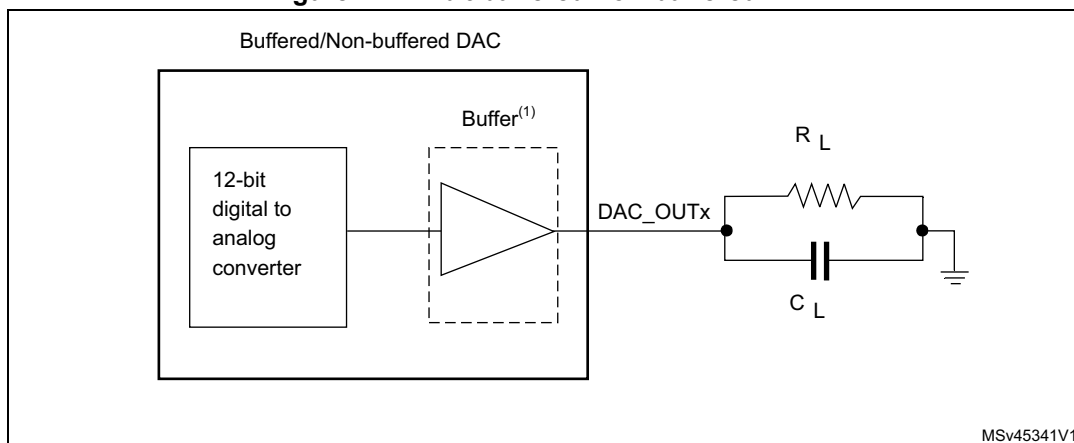 Buffered/Non-buffered DAC
Buffer(1)
12-bit
digital to
analog
converter
DAC_OUTx
R L
C L
MSv45341V1